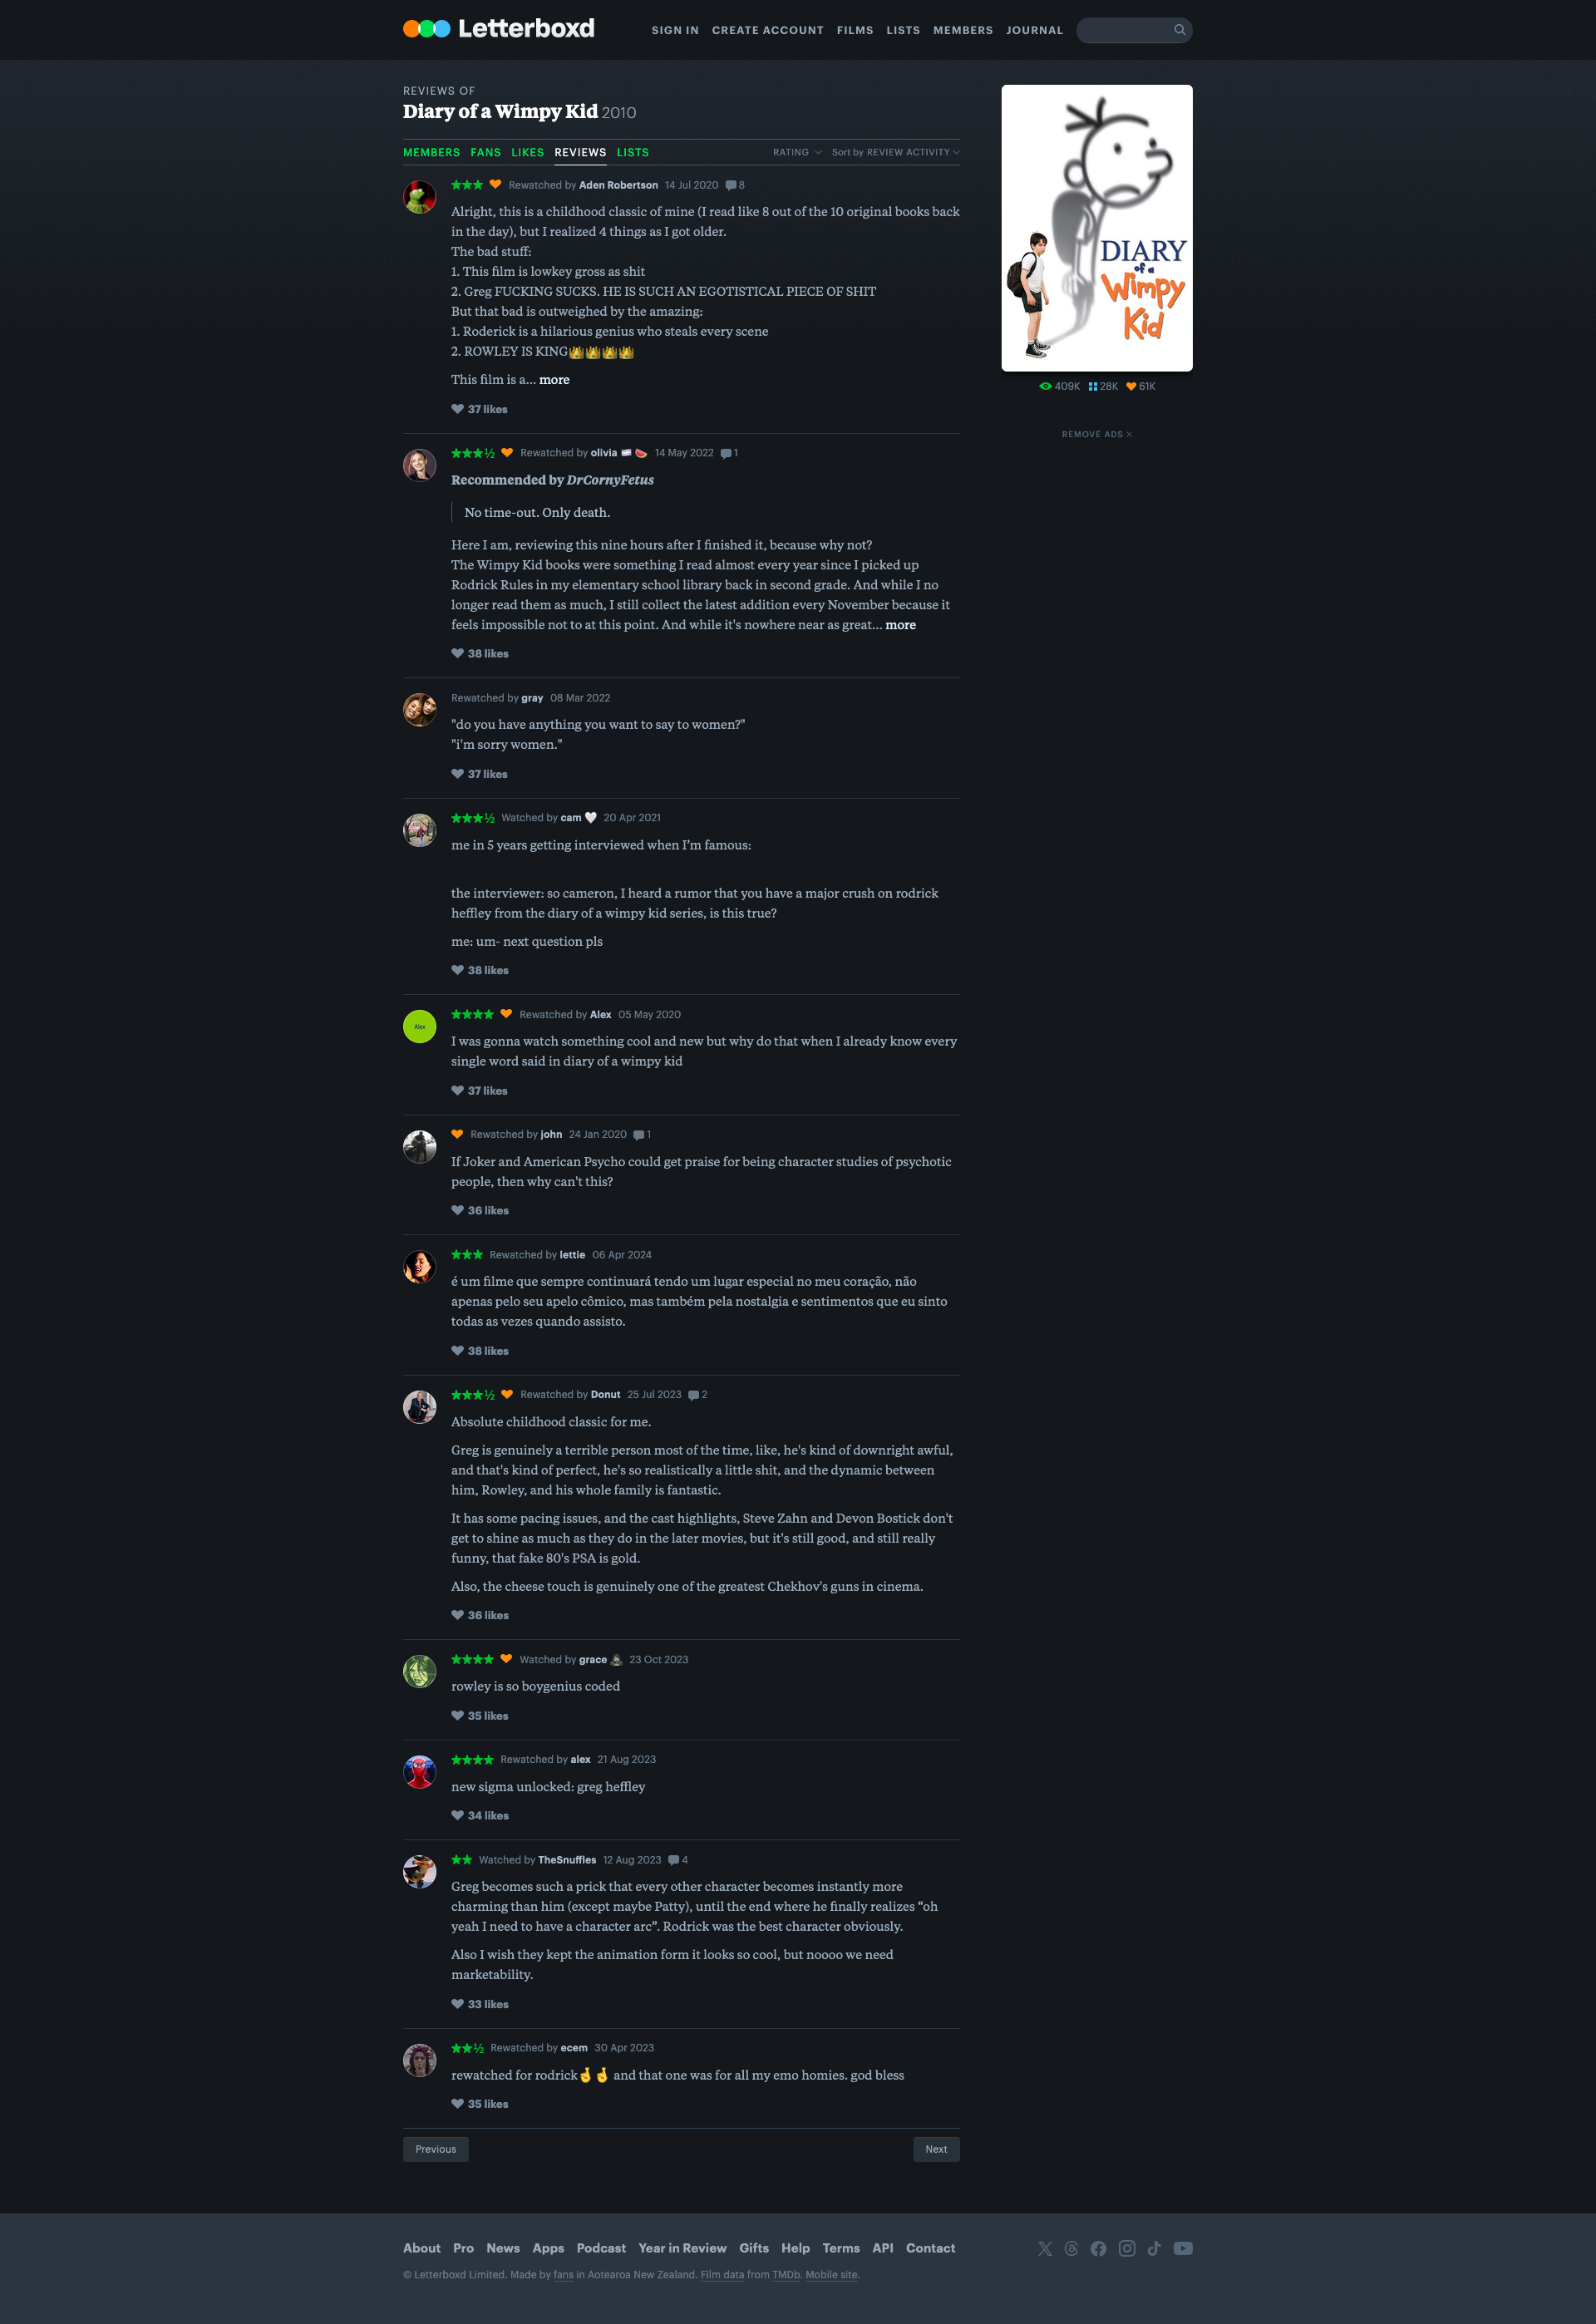 Letterboxd
SIGN IN CREATE ACCOUNT FILMS LISTS MEMBERS JOURNAL
REVIEWS OF
Diary of a Wimpy Kid 2010
MEMBERS FANS LIKES REVIEWS LISTS RATING Sort by REVIEW ACTIVITY
DIARY
of a
Wimpy
Kid
409K 28K 61K
REMOVE ADS
★★★ Rewatched by Aden Robertson 14 Jul 2020 8
Alright, this is a childhood classic of mine (I read like 8 out of the 10 original books back
in the day), but I realized 4 things as I got older.
The bad stuff:
1. This film is lowkey gross as shit
2. Greg FUCKING SUCKS. HE IS SUCH AN EGOTISTICAL PIECE OF SHIT
But that bad is outweighed by the amazing:
1. Roderick is a hilarious genius who steals every scene
2. ROWLEY IS KING👑👑👑👑
This film is a... more
37 likes
★★★½ Rewatched by olivia 🍉 14 May 2022 1
Recommended by DrCornyFetus
No time-out. Only death.
Here I am, reviewing this nine hours after I finished it, because why not?
The Wimpy Kid books were something I read almost every year since I picked up
Rodrick Rules in my elementary school library back in second grade. And while I no
longer read them as much, I still collect the latest addition every November because it
feels impossible not to at this point. And while it's nowhere near as great... more
38 likes
Rewatched by gray 08 Mar 2022
"do you have anything you want to say to women?"
"i'm sorry women."
37 likes
★★★½ Watched by cam 🤍 20 Apr 2021
me in 5 years getting interviewed when I’m famous:
the interviewer: so cameron, I heard a rumor that you have a major crush on rodrick
heffley from the diary of a wimpy kid series, is this true?
me: um- next question pls
38 likes
Alex
★★★★ Rewatched by Alex 05 May 2020
I was gonna watch something cool and new but why do that when I already know every
single word said in diary of a wimpy kid
37 likes
Rewatched by john 24 Jan 2020 1
If Joker and American Psycho could get praise for being character studies of psychotic
people, then why can't this?
36 likes
★★★ Rewatched by lettie 06 Apr 2024
é um filme que sempre continuará tendo um lugar especial no meu coração, não
apenas pelo seu apelo cômico, mas também pela nostalgia e sentimentos que eu sinto
todas as vezes quando assisto.
38 likes
★★★½ Rewatched by Donut 25 Jul 2023 2
Absolute childhood classic for me.
Greg is genuinely a terrible person most of the time, like, he's kind of downright awful,
and that's kind of perfect, he's so realistically a little shit, and the dynamic between
him, Rowley, and his whole family is fantastic.
It has some pacing issues, and the cast highlights, Steve Zahn and Devon Bostick don't
get to shine as much as they do in the later movies, but it's still good, and still really
funny, that fake 80's PSA is gold.
Also, the cheese touch is genuinely one of the greatest Chekhov's guns in cinema.
36 likes
★★★★ Watched by grace 23 Oct 2023
rowley is so boygenius coded
35 likes
★★★★ Rewatched by alex 21 Aug 2023
new sigma unlocked: greg heffley
34 likes
★★ Watched by TheSnuffles 12 Aug 2023 4
Greg becomes such a prick that every other character becomes instantly more
charming than him (except maybe Patty), until the end where he finally realizes “oh
yeah I need to have a character arc”. Rodrick was the best character obviously.
Also I wish they kept the animation form it looks so cool, but noooo we need
marketability.
33 likes
★★½ Rewatched by ecem 30 Apr 2023
rewatched for rodrick🤞🤞 and that one was for all my emo homies. god bless
35 likes
Previous Next
About Pro News Apps Podcast Year in Review Gifts Help Terms API Contact
© Letterboxd Limited. Made by fans in Aotearoa New Zealand. Film data from TMDb. Mobile site.